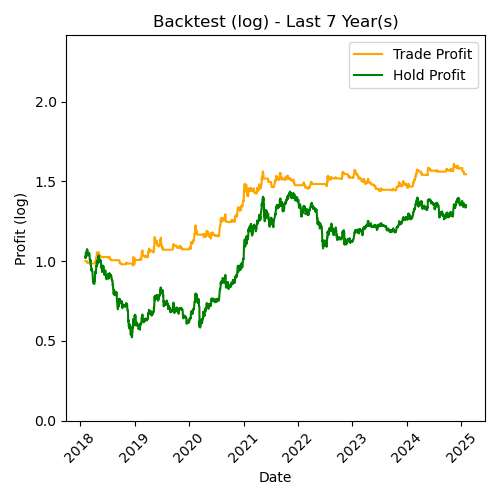 Backtest (log) - Last 7 Year(s)
Trade Profit
Hold Profit
Profit (log)
2.0
1.5
1.0
0.5
0.0
2018 2019 2020 2021 2022 2023 2024 2025
Date